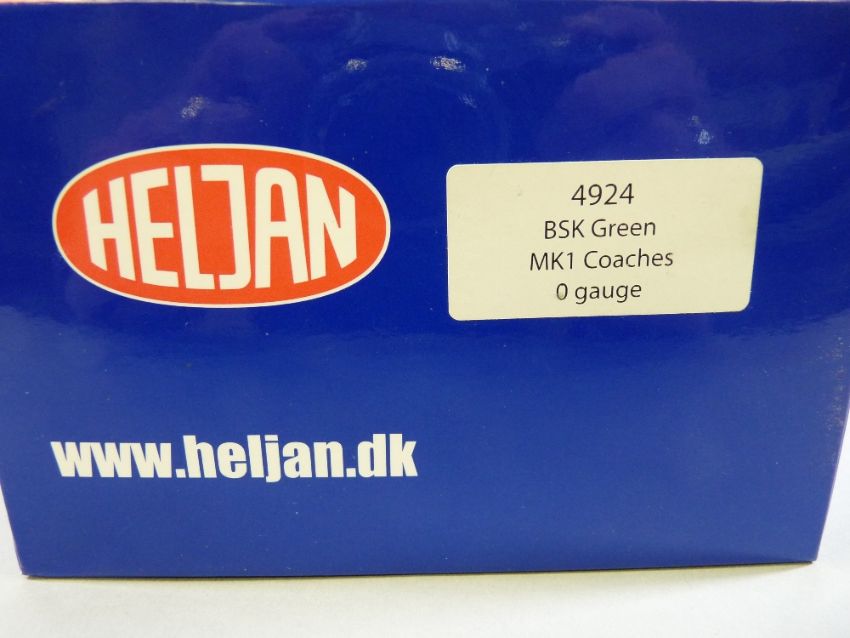 HELJAN
4924
BSK Green
MK1 Coaches
0 gauge
www.heljan.dk